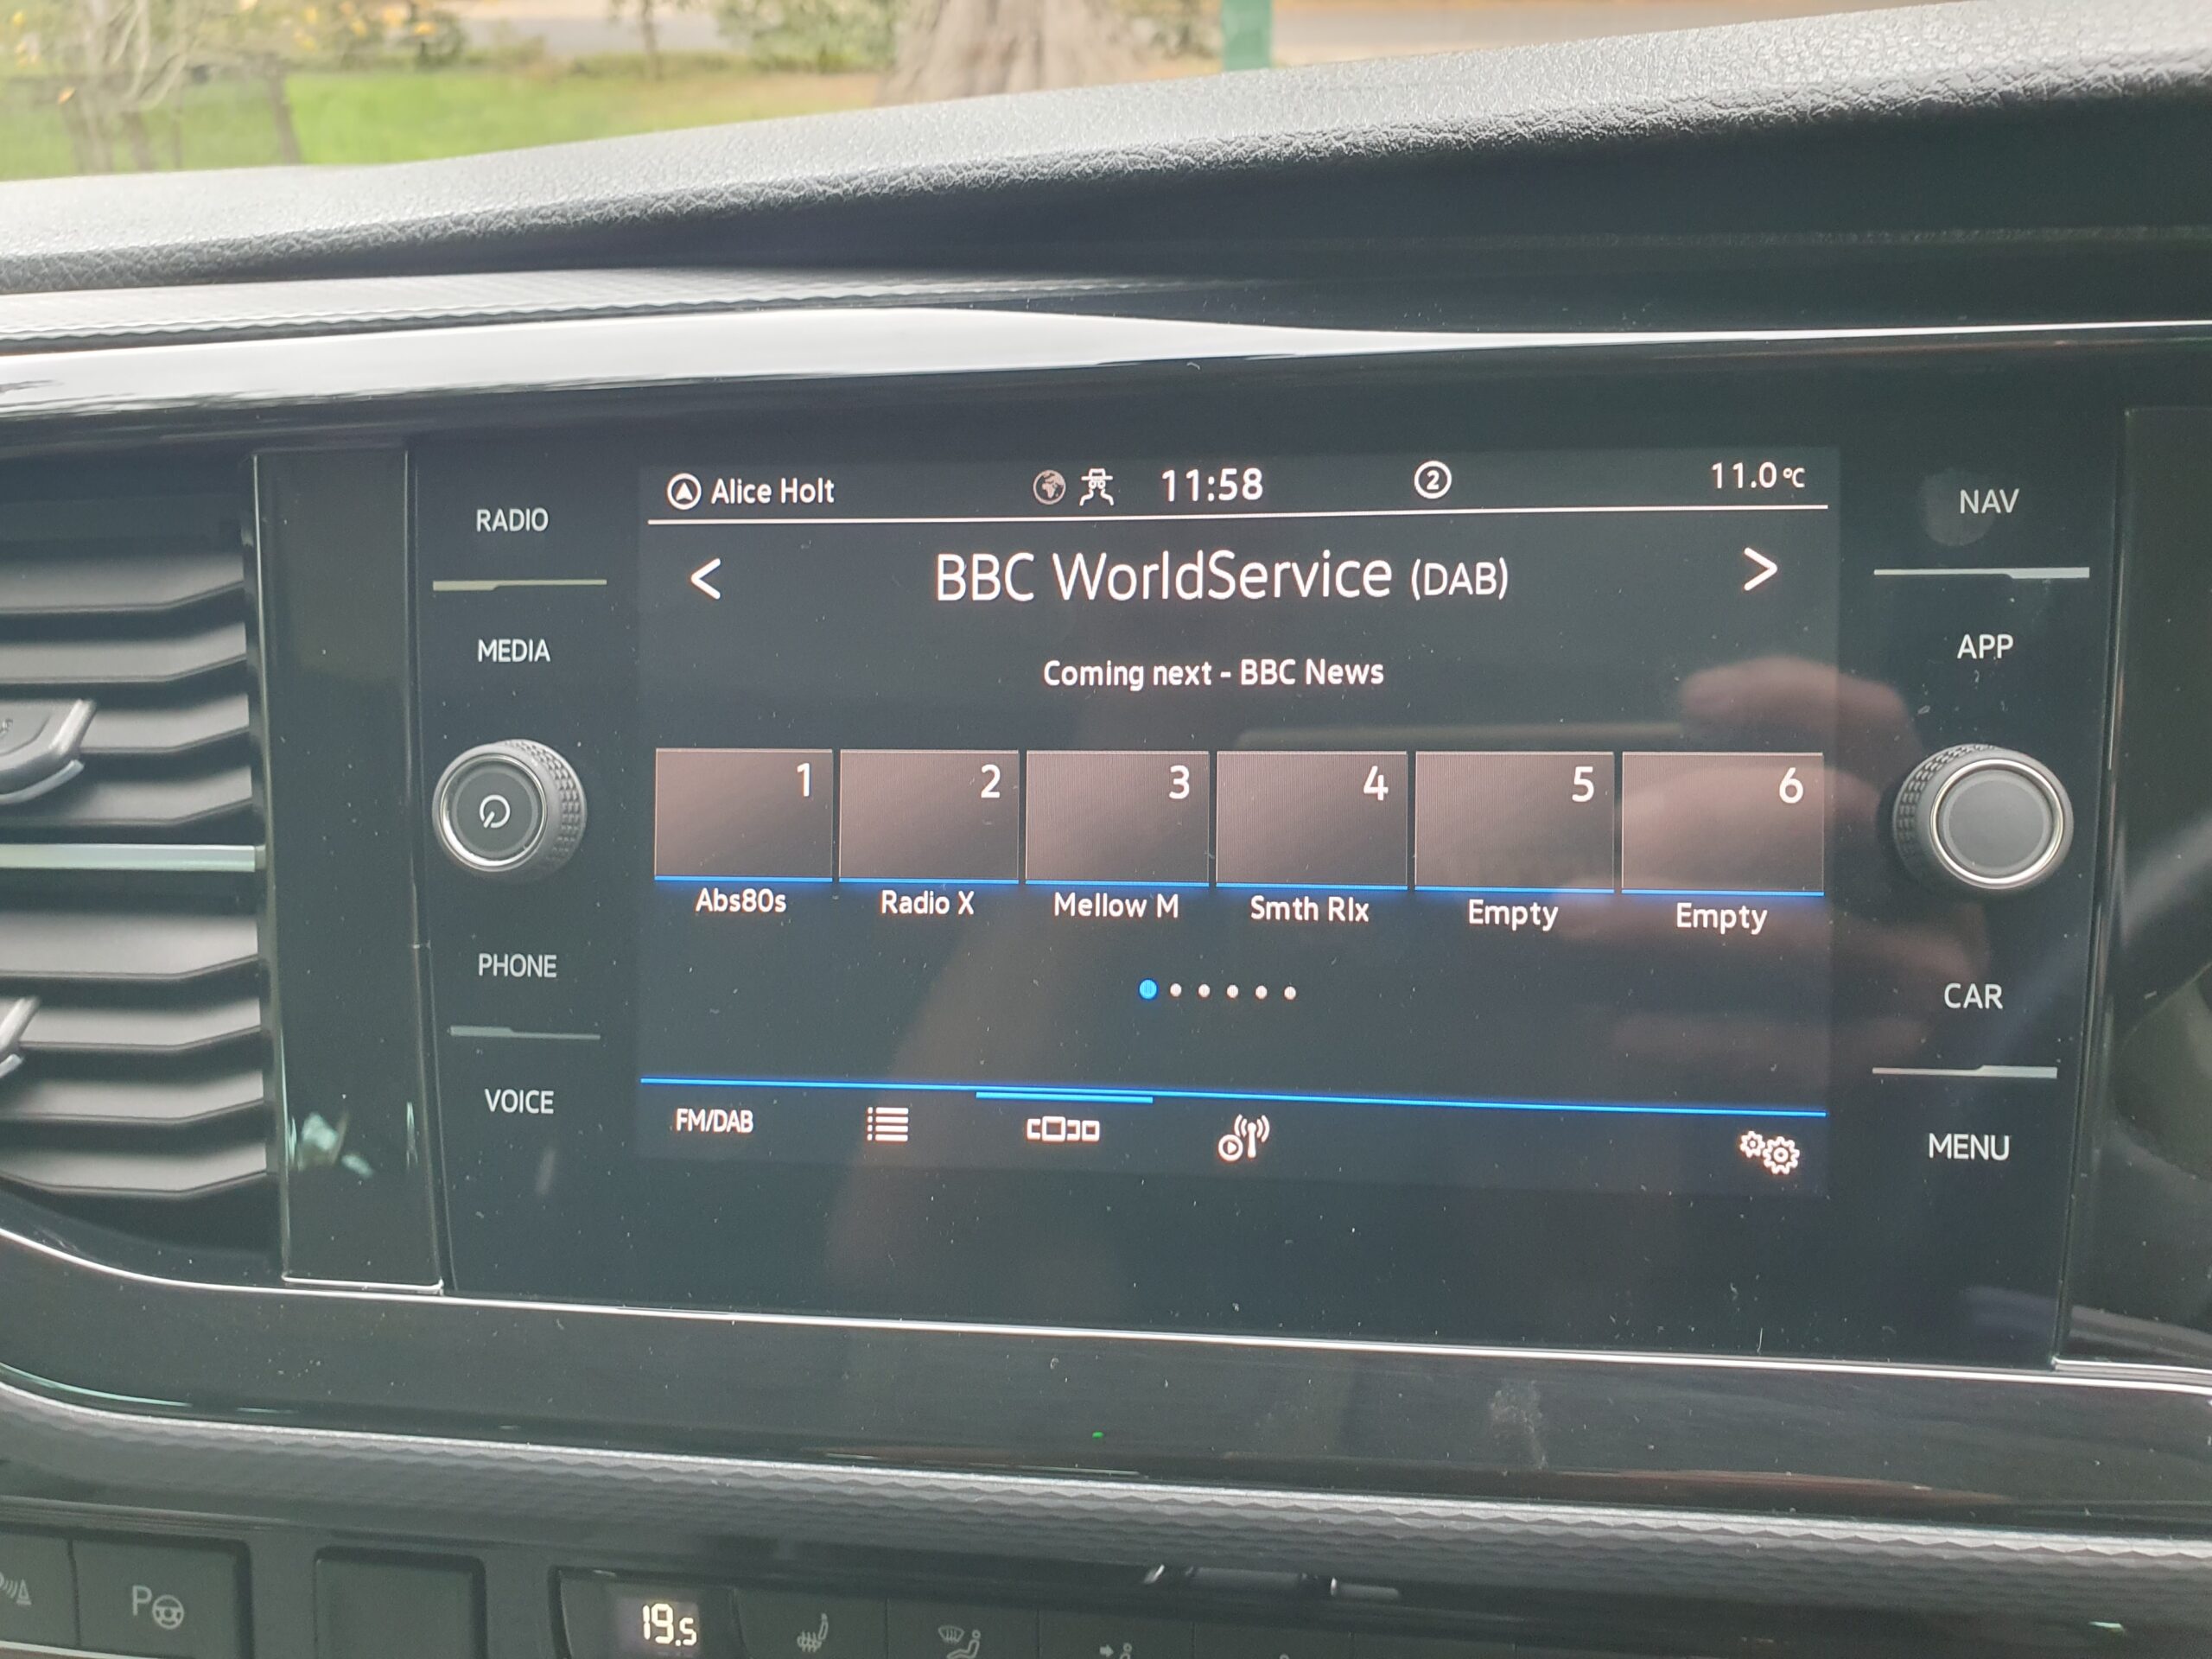 Alice Holt 11:58 2 11.0°C
RADIO
NAV
< BBC WorldService (DAB) >
MEDIA
APP
Coming next - BBC News
1 2 3 4 5 6
Abs80s Radio X Mellow M Smth Rlx Empty Empty
PHONE
CAR
VOICE
FM/DAB
MENU
P
19.5